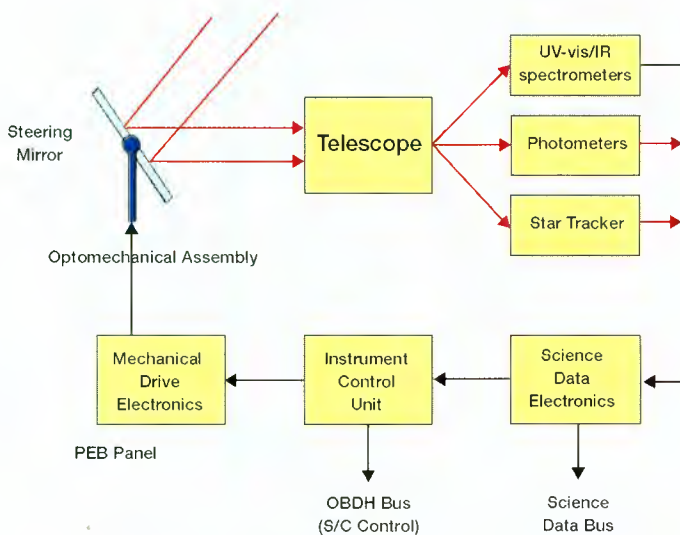 UV-vis/IR
spectrometers
Steering
Mirror
Telescope
Photometers
Star Tracker
Optomechanical Assembly
Mechanical
Drive
Electronics
Instrument
Control
Unit
Science
Data
Electronics
PEB Panel
OBDH Bus
(S/C Control)
Science
Data Bus